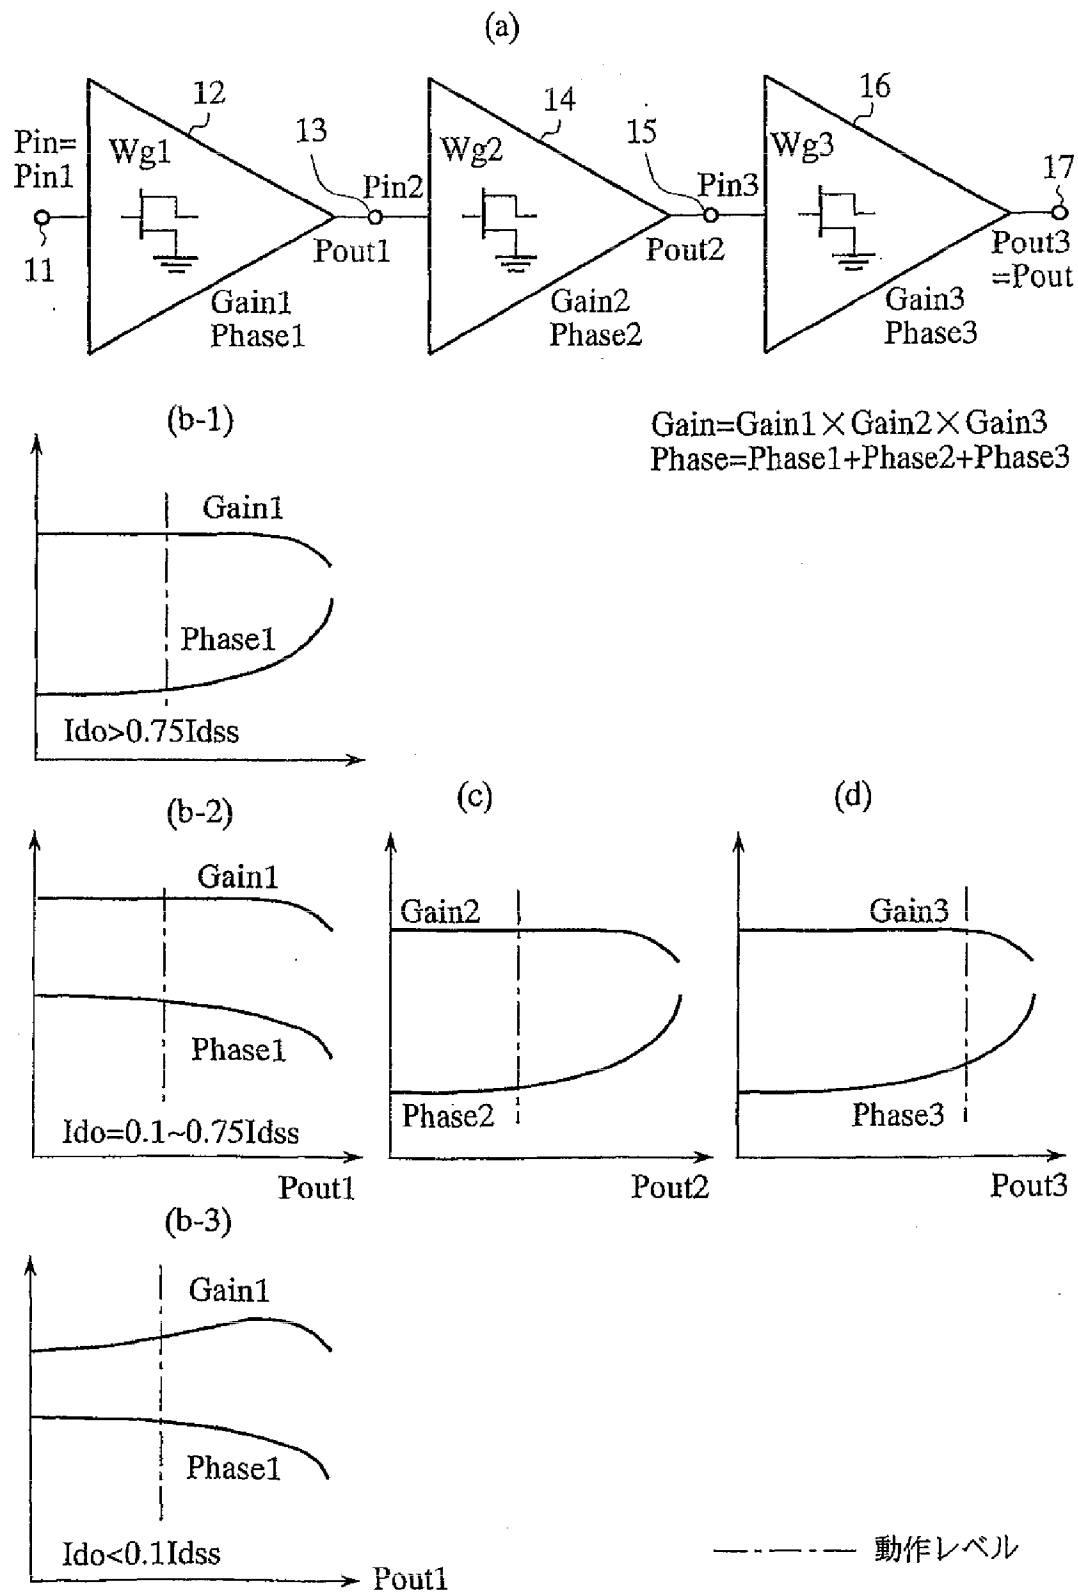 (a)
12
14
16
13
15
17
Pin=
Pin1
Wg1
Pin2
Wg2
Pin3
Wg3
11
Pout1
Pout2
Pout3
=Pout
Gain1
Phase1
Gain2
Phase2
Gain3
Phase3
Gain=Gain1×Gain2×Gain3
Phase=Phase1+Phase2+Phase3
(b-1)
Gain1
Phase1
Ido>0.75Idss
(b-2)
Gain1
Phase1
Ido=0.1~0.75Idss
Pout1
(c)
Gain2
Phase2
Pout2
(d)
Gain3
Phase3
Pout3
(b-3)
Gain1
Phase1
Ido<0.1Idss
Pout1
動作レベル